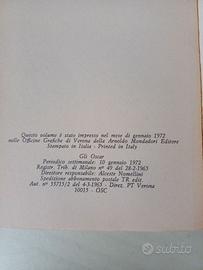 Questo volume è stato impresso nel mese di gennaio 1972
nelle Officine Grafiche di Verona della Arnoldo Mondadori Editore
Stampato in Italia - Printed in Italy
Gli Oscar
Periodico settimanale: 10 gennaio 1972
Registr. Trib. di Milano n° 49 del 28-2-1965
Direttore responsabile: Alceste Nomellini
Spedizione abbonamento postale TR edit.
Aut. n° 55715/2 del 4-3-1965 - Direz. PT Verona
10015 - OSC
subito